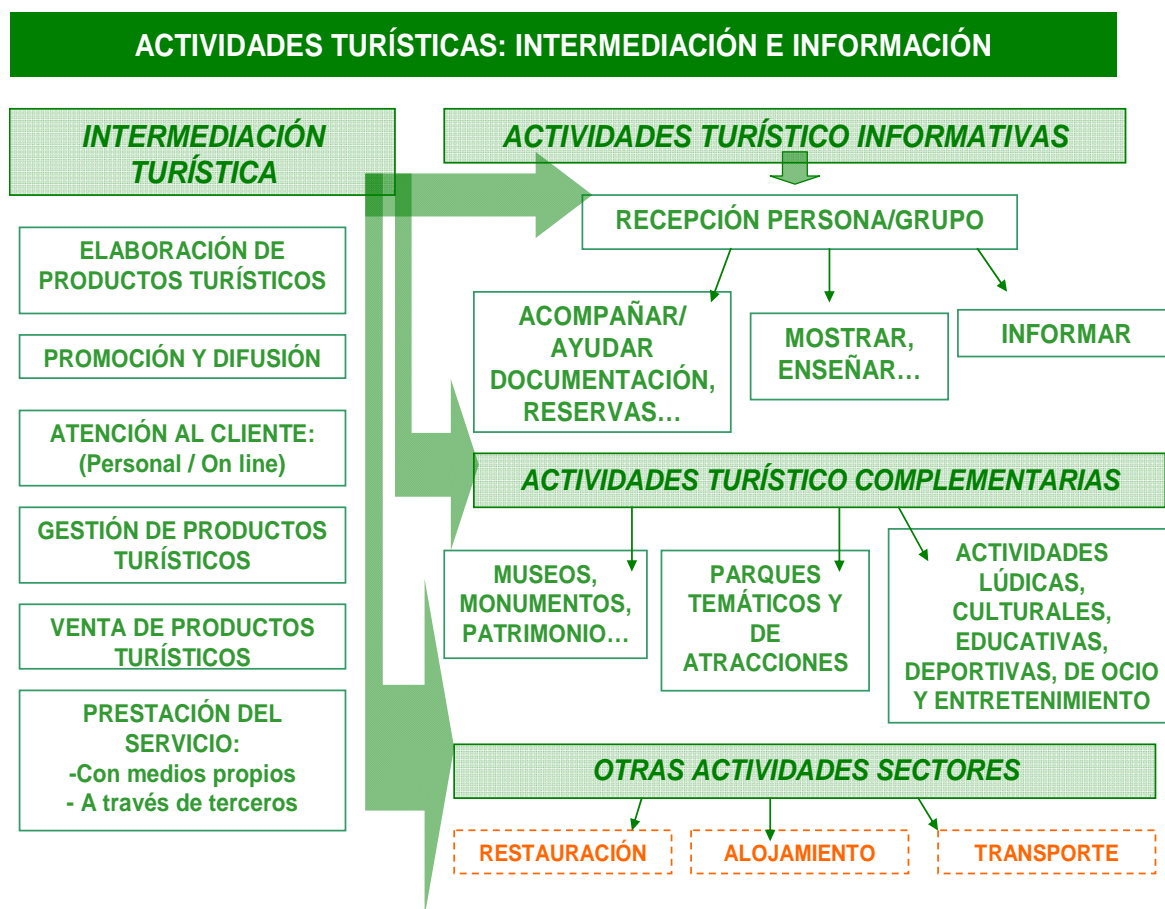 ACTIVIDADES TURÍSTICAS: INTERMEDIACIÓN E INFORMACIÓN
INTERMEDIACIÓN
TURÍSTICA
ELABORACIÓN DE
PRODUCTOS TURÍSTICOS
PROMOCIÓN Y DIFUSIÓN
ATENCIÓN AL CLIENTE:
(Personal / On line)
GESTIÓN DE PRODUCTOS
TURÍSTICOS
VENTA DE PRODUCTOS
TURÍSTICOS
PRESTACIÓN DEL
SERVICIO:
-Con medios propios
- A través de terceros
ACTIVIDADES TURÍSTICO INFORMATIVAS
RECEPCIÓN PERSONA/GRUPO
ACOMPAÑAR/
AYUDAR
DOCUMENTACIÓN,
RESERVAS…
MOSTRAR,
ENSEÑAR…
INFORMAR
ACTIVIDADES TURÍSTICO COMPLEMENTARIAS
MUSEOS,
MONUMENTOS,
PATRIMONIO…
PARQUES
TEMÁTICOS Y
DE
ATRACCIONES
ACTIVIDADES
LÚDICAS,
CULTURALES,
EDUCATIVAS,
DEPORTIVAS, DE OCIO
Y ENTRETENIMIENTO
OTRAS ACTIVIDADES SECTORES
RESTAURACIÓN
ALOJAMIENTO
TRANSPORTE